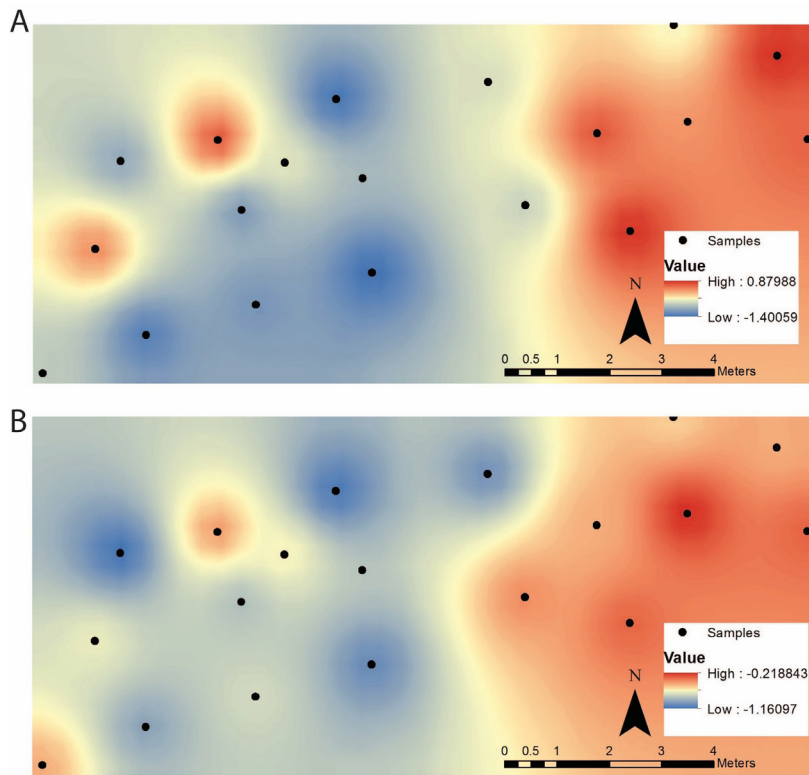 A
Samples
Value
High : 0.87988
Low : -1.40059
N
0 0.5 1 2 3 4
Meters
B
Samples
Value
High : -0.218843
Low : -1.16097
N
0 0.5 1 2 3 4
Meters